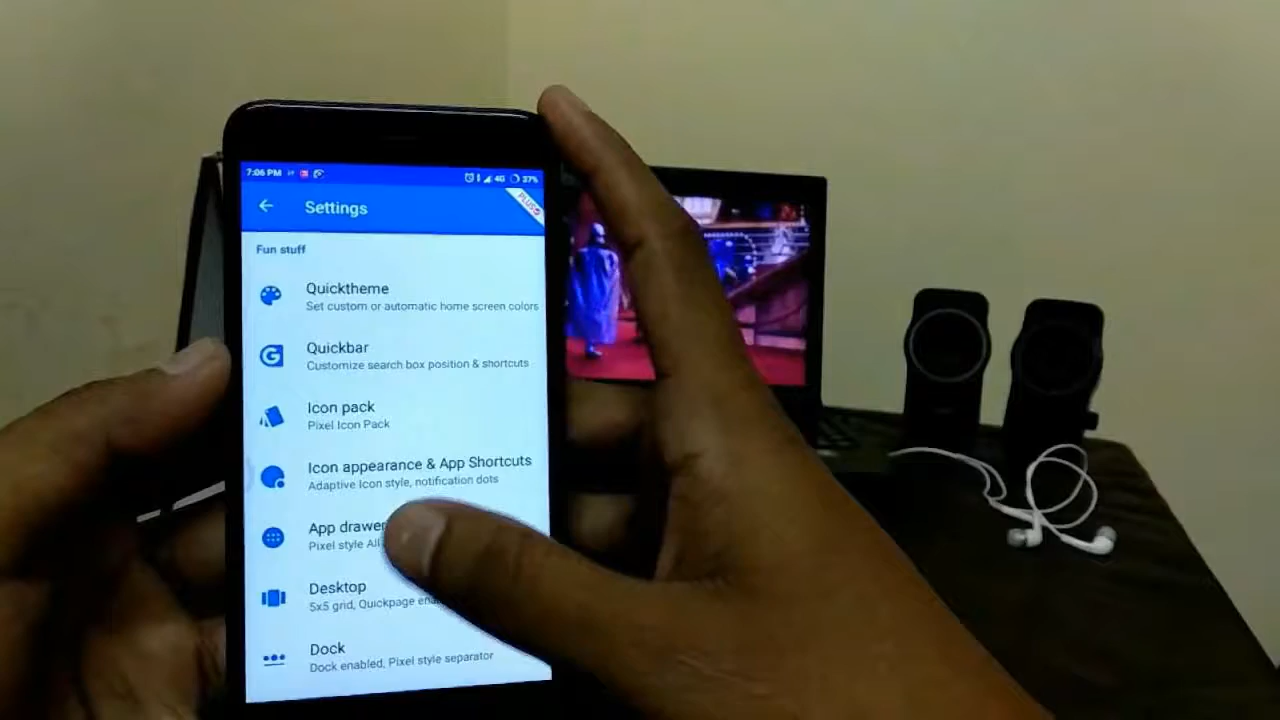 7:06 PM 4G 37%
Settings
PLUS
Fun stuff
Quicktheme
Set custom or automatic home screen colors
Quickbar
Customize search box position & shortcuts
Icon pack
Pixel Icon Pack
Icon appearance & App Shortcuts
Adaptive Icon style, notification dots
App drawer
Pixel style All
Desktop
5x5 grid, Quickpage
Dock
Dock enabled, Pixel style separator